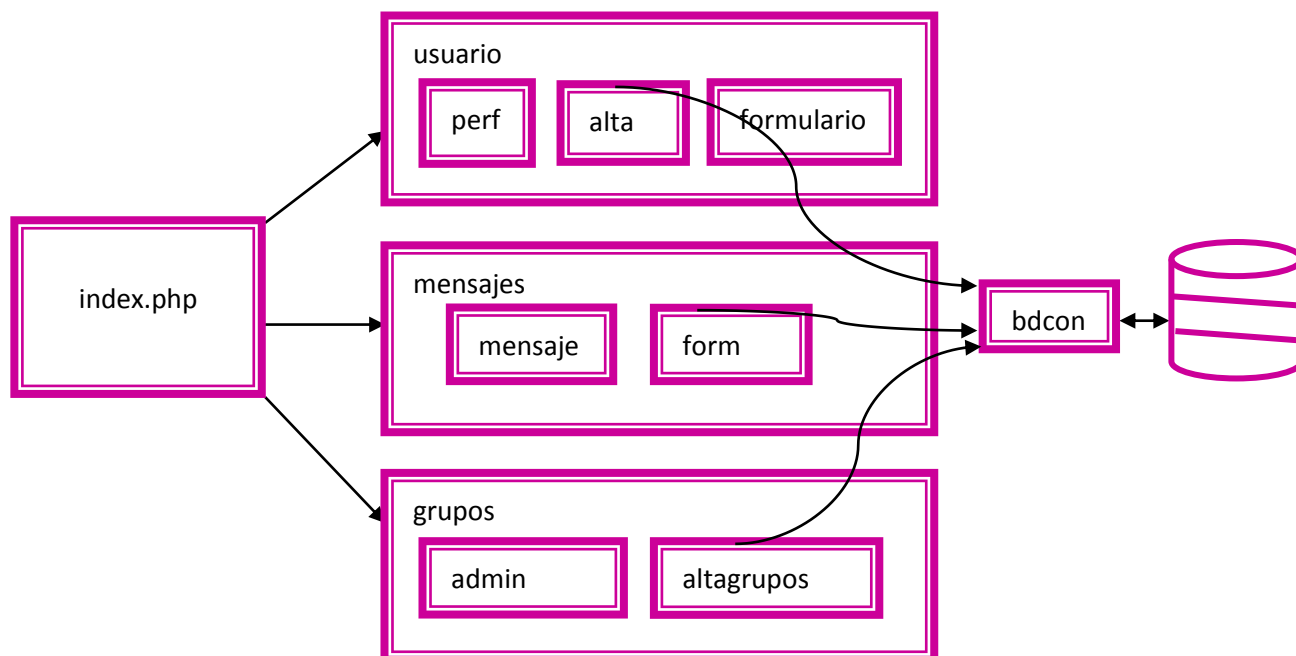 usuario
perf
alta
formulario
index.php
mensajes
mensaje
form
bdcon
grupos
admin
altagrupos